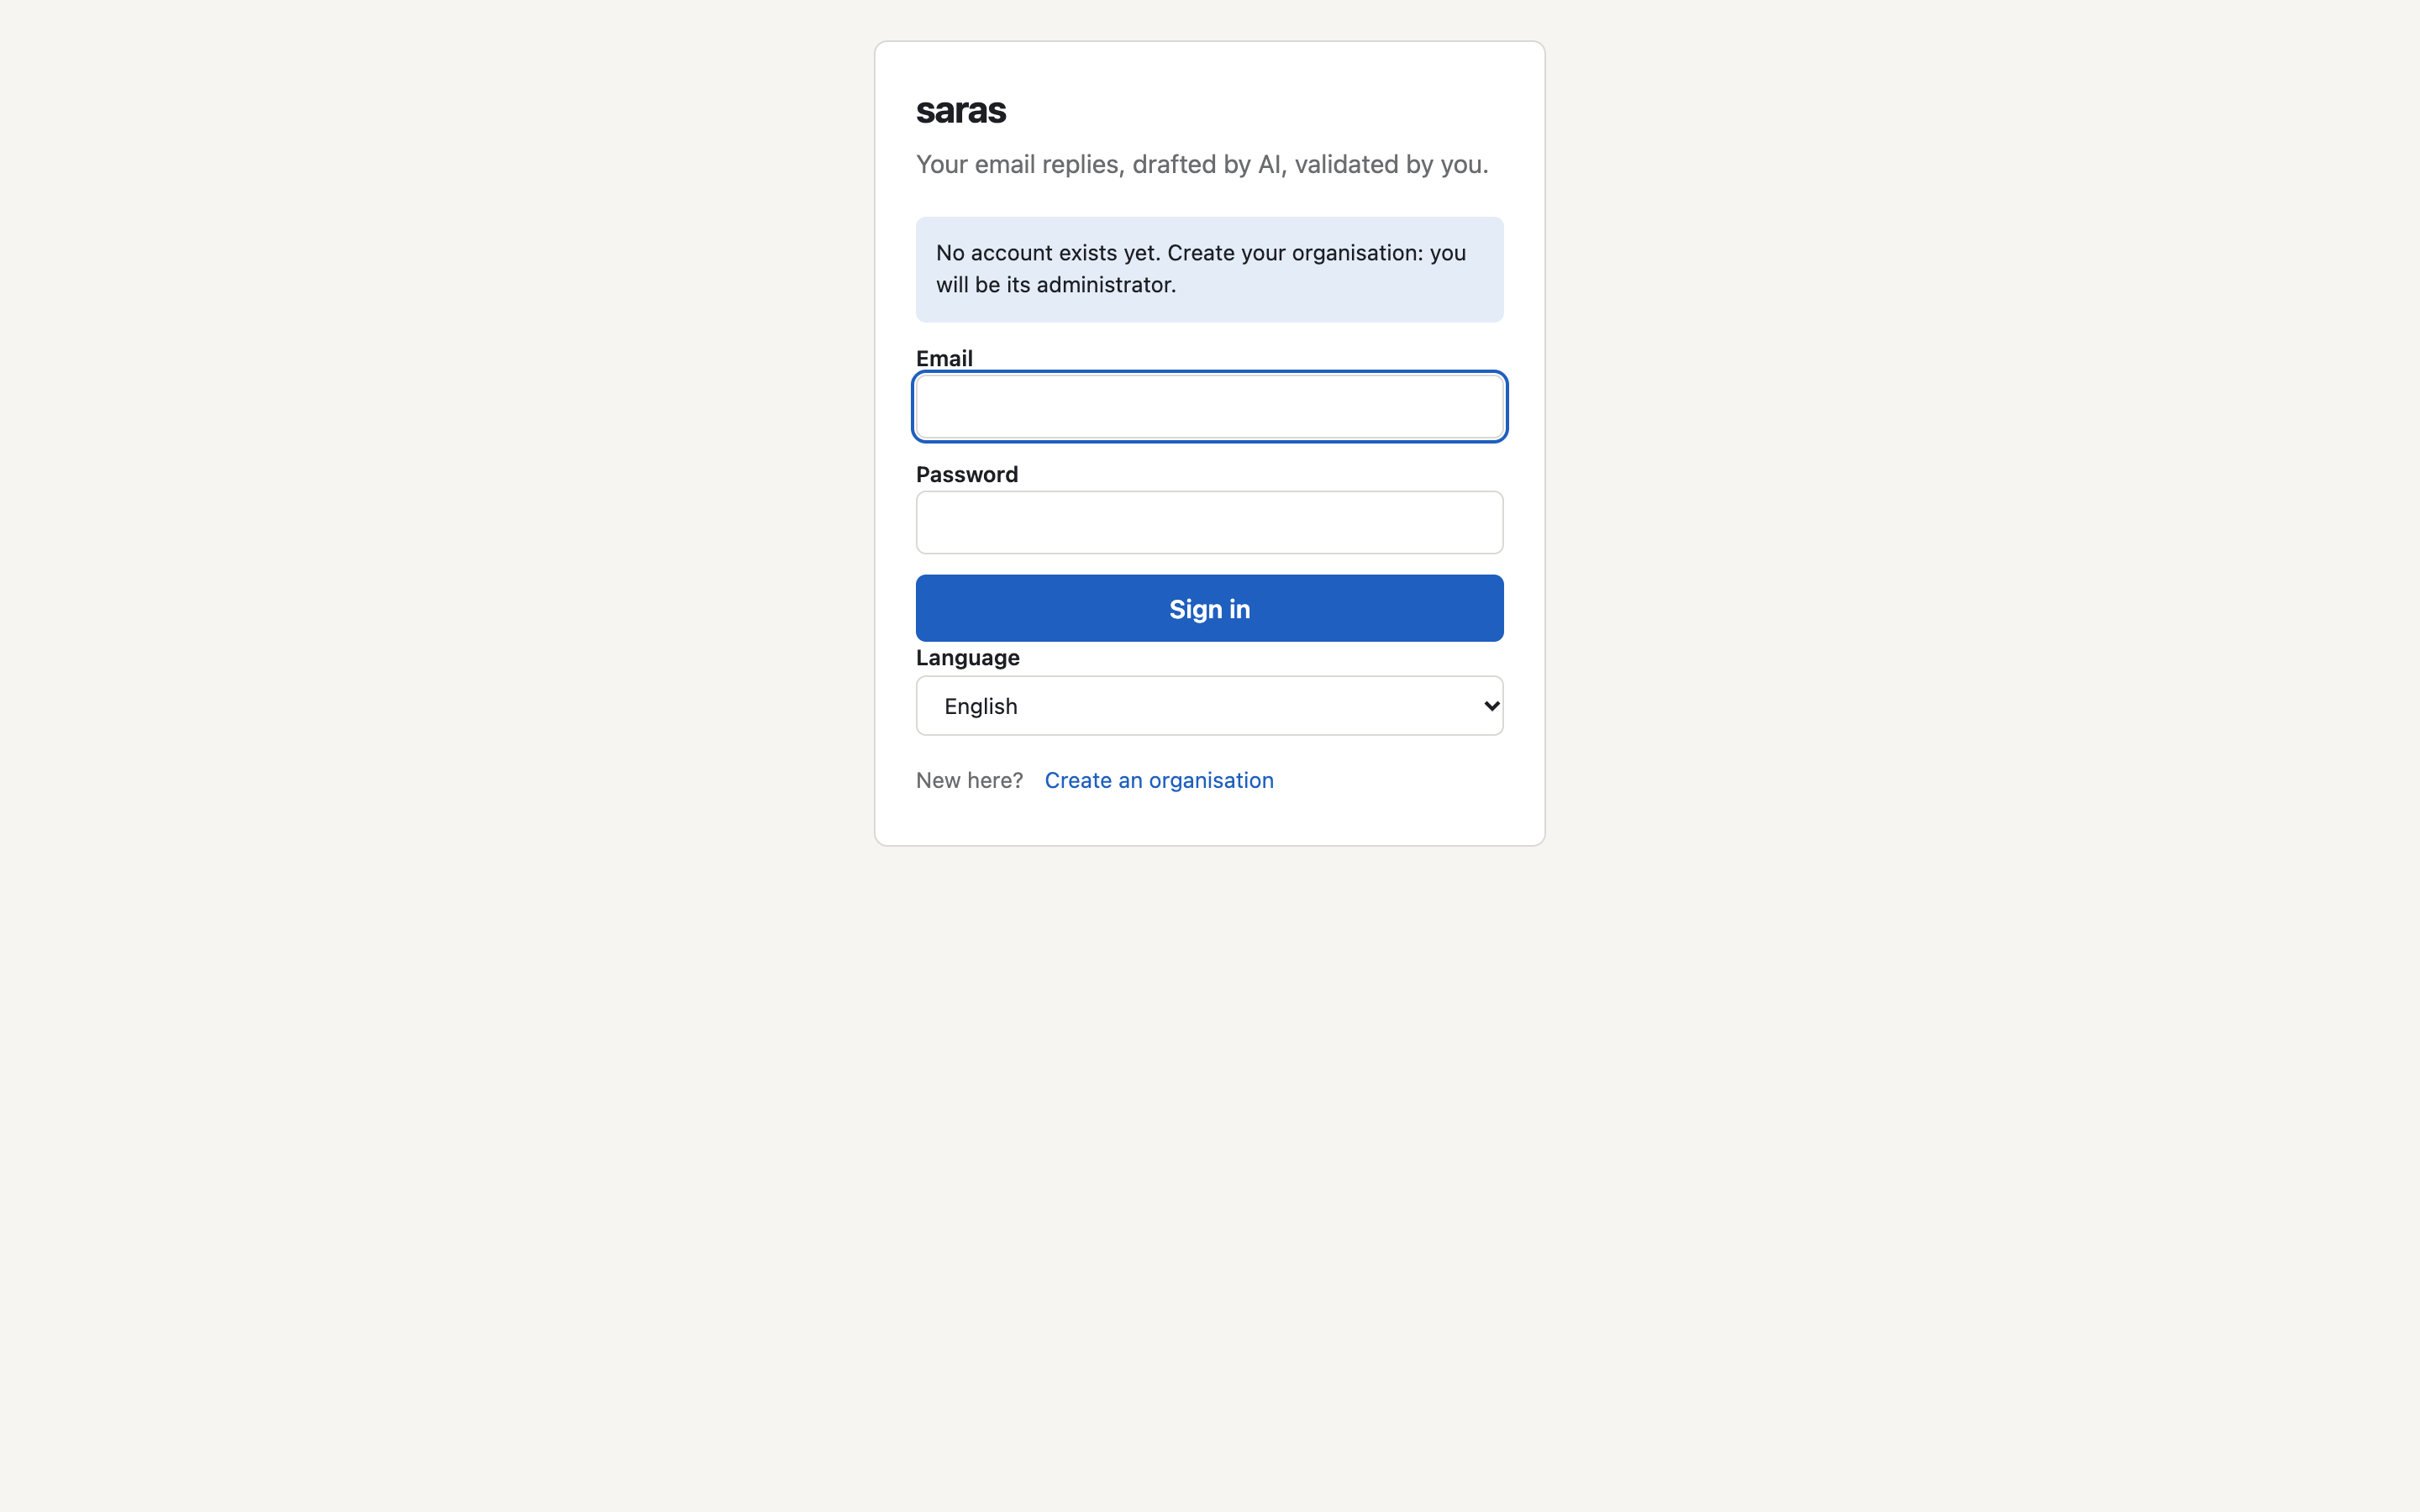 saras
Your email replies, drafted by AI, validated by you.
No account exists yet. Create your organisation: you
will be its administrator.
Email
Password
Sign in
Language
English
New here? Create an organisation